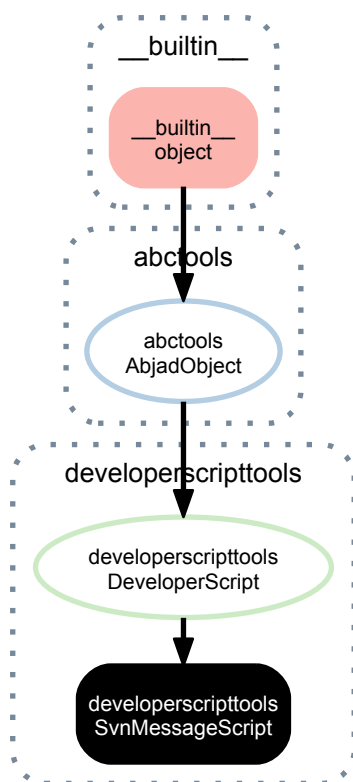 __builtin__
__builtin__
object
abctools
abctools
AbjadObject
developerscripttools
developerscripttools
DeveloperScript
developerscripttools
SvnMessageScript